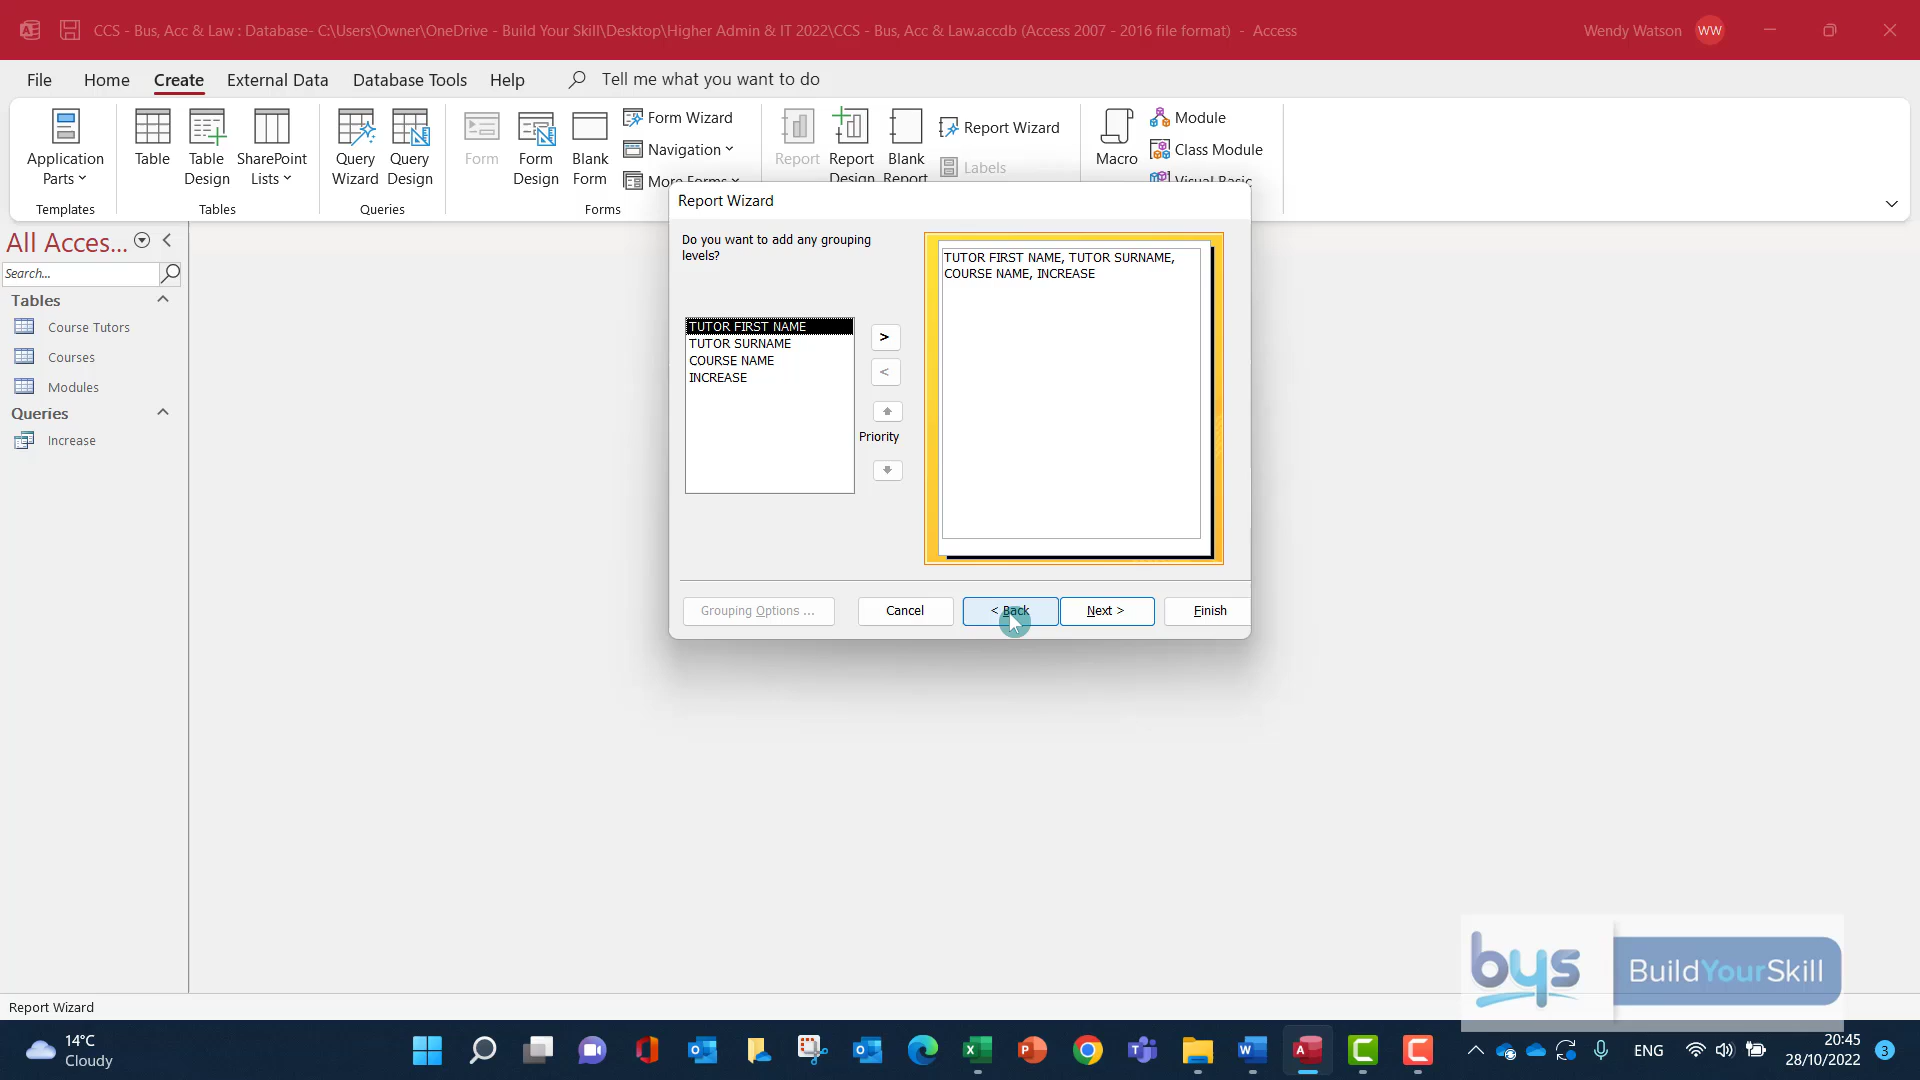 CCS - Bus, Acc & Law : Database- C:\Users\Owner\OneDrive - Build Your Skill\Desktop\Higher Admin & IT 2022\CCS - Bus, Acc & Law.accdb (Access 2007 - 2016 file format) - Access
Wendy Watson WW
File Home Create External Data Database Tools Help Tell me what you want to do
Application Parts
Templates
Table
Table Design
SharePoint Lists
Tables
Query Wizard
Query Design
Queries
Form
Form Design
Blank Form
Form Wizard
Navigation
More Forms
Forms
Report
Report Design
Blank Report
Report Wizard
Labels
Macro
Module
Class Module
Visual Basic
All Acces...
Search...
Tables
Course Tutors
Courses
Modules
Queries
Increase
Report Wizard
Do you want to add any grouping
levels?
TUTOR FIRST NAME
TUTOR SURNAME
COURSE NAME
INCREASE
>
<
Priority
TUTOR FIRST NAME, TUTOR SURNAME,
COURSE NAME, INCREASE
Grouping Options ... Cancel < Back Next > Finish
bys BuildYourSkill
Report Wizard
14°C
Cloudy
ENG
20:45
28/10/2022
3